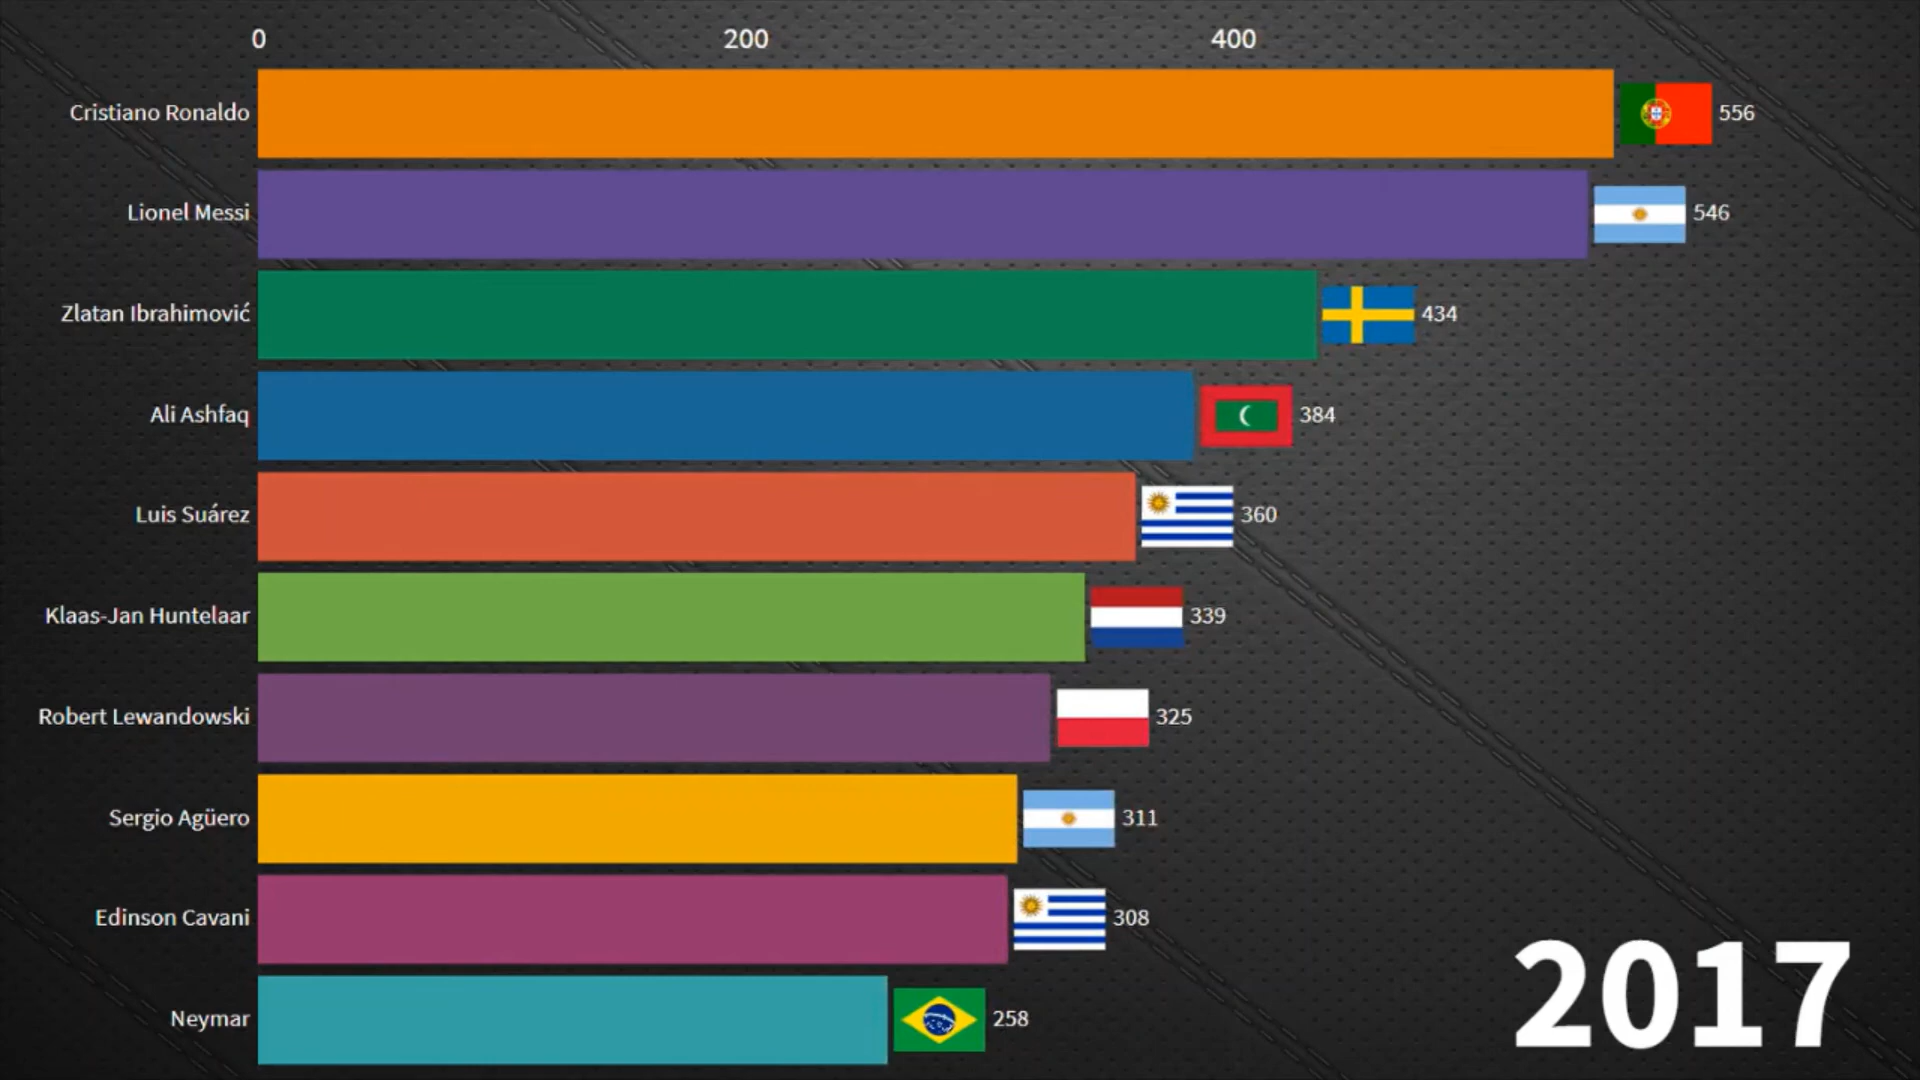 0 200 400
Cristiano Ronaldo 556
Lionel Messi 546
Zlatan Ibrahimović 434
Ali Ashfaq 384
Luis Suárez 360
Klaas-Jan Huntelaar 339
Robert Lewandowski 325
Sergio Agüero 311
Edinson Cavani 308
Neymar 258
2017